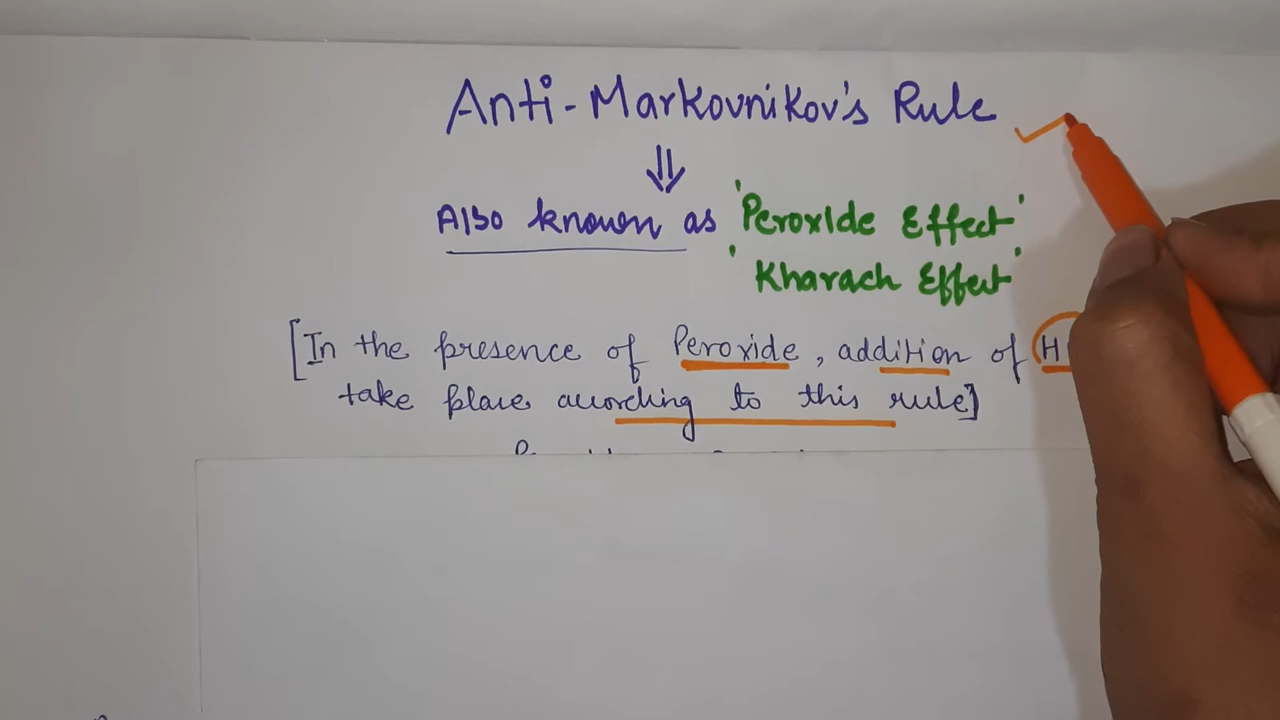 Anti-Markovnikov's Rule
Also known as 'Peroxide Effect'
'Kharach Effect'
[In the presence of Peroxide, addition of H
take place according to this rule]